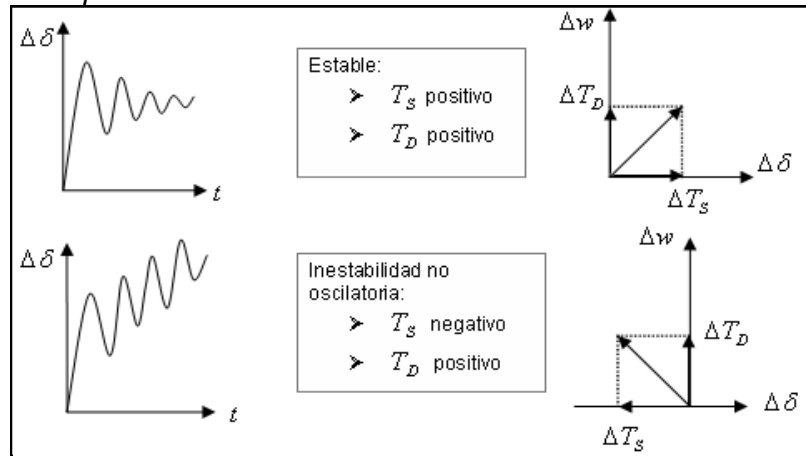 Δδ
t
Estable:
➤ T_S positivo
➤ T_D positivo
Δw
ΔT_D
Δδ
ΔT_S
Δδ
t
Inestabilidad no
oscilatoria:
➤ T_S negativo
➤ T_D positivo
Δw
ΔT_D
Δδ
ΔT_S